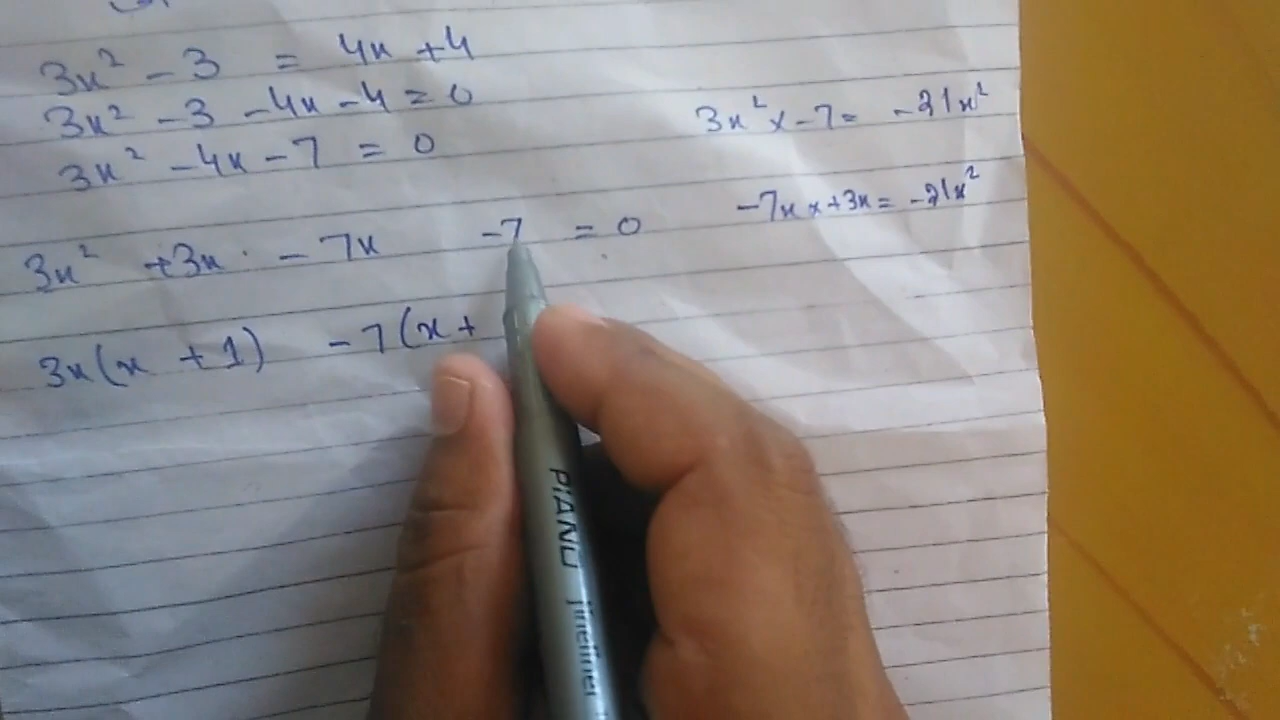 3x² - 3 = 4x + 4
3x² - 3 - 4x - 4 = 0
3x² - 4x - 7 = 0
3x² x - 7 = - 21x²
- 7x x + 3x = - 21x²
3x² + 3x - 7x - 7 = 0
3x(x + 1) - 7(x +
PIANO fineliner